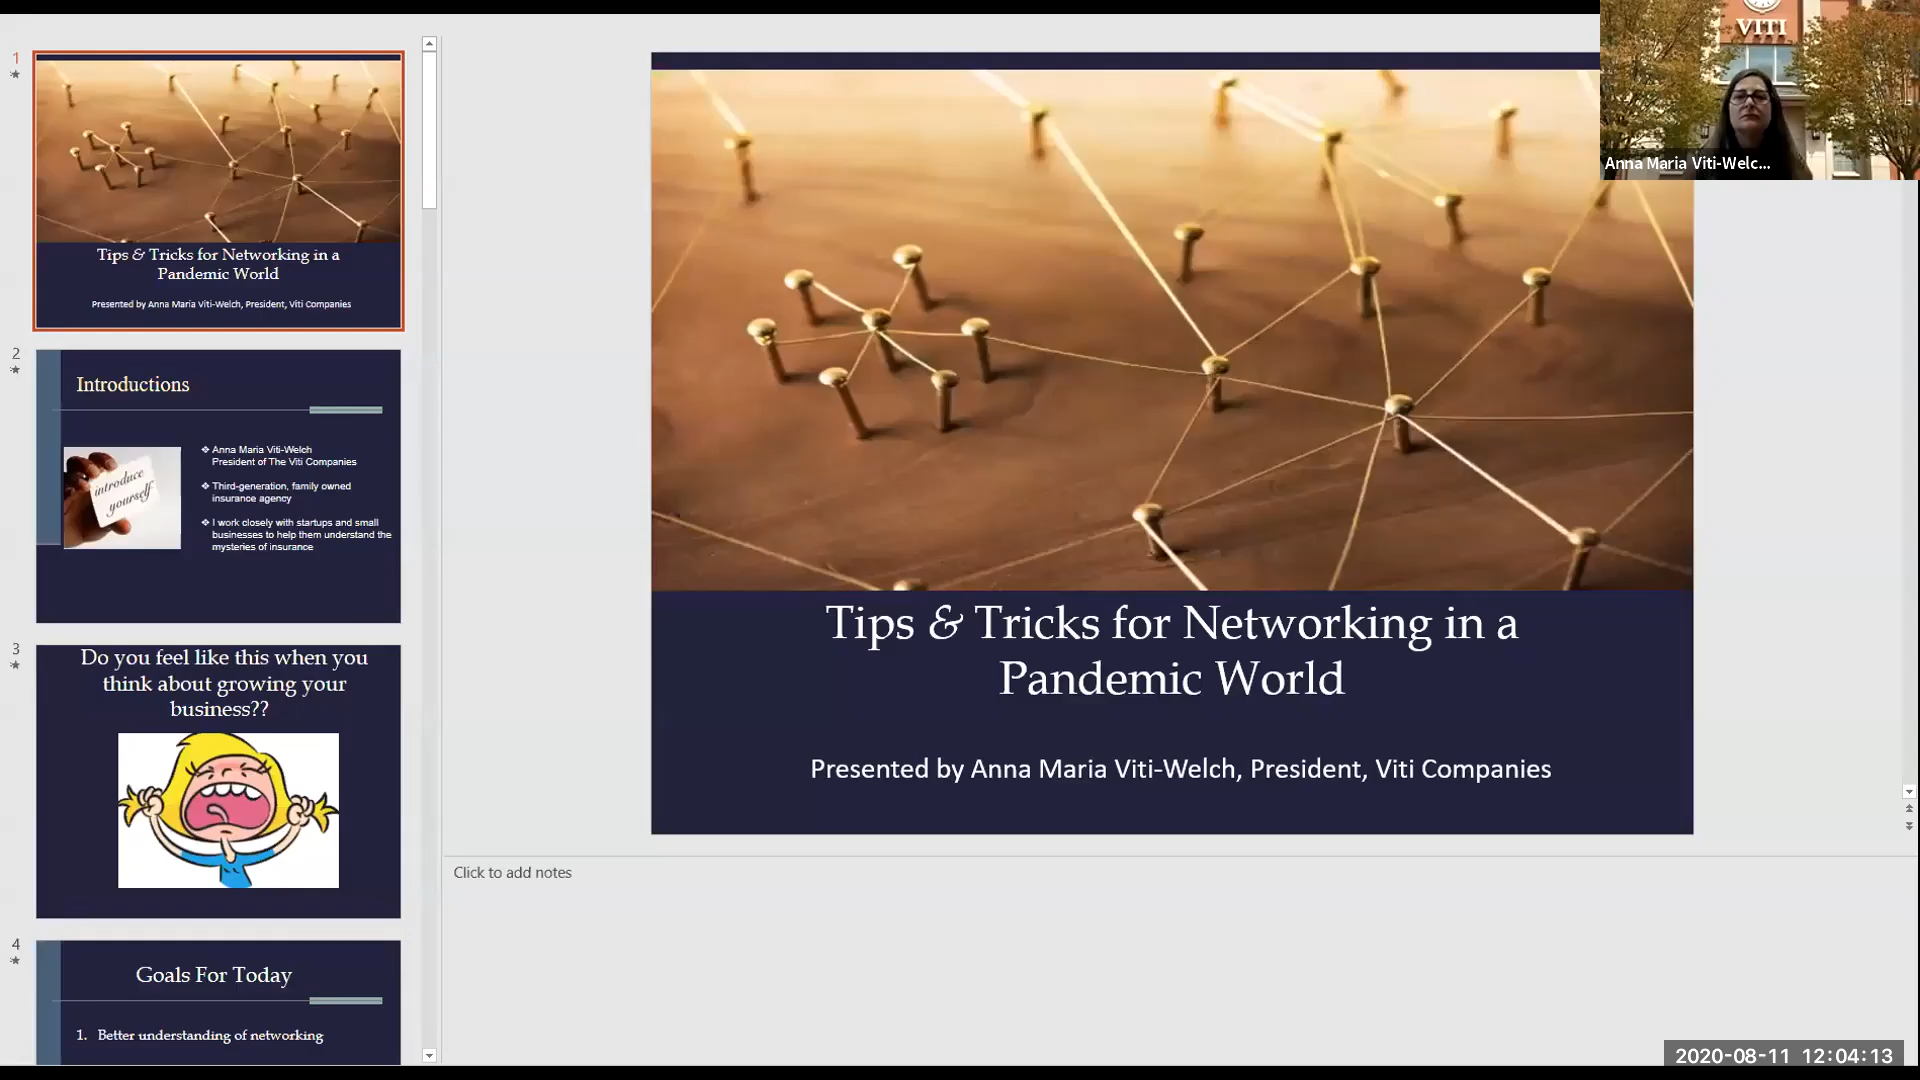 1
Tips & Tricks for Networking in a
Pandemic World
Presented by Anna Maria Viti-Welch, President, Viti Companies
2
Introductions
introduce
yourself
❖ Anna Maria Viti-Welch
President of The Viti Companies
❖ Third-generation, family owned
insurance agency
❖ I work closely with startups and small
businesses to help them understand the
mysteries of insurance
3
Do you feel like this when you
think about growing your
business??
4
Goals For Today
1. Better understanding of networking
Tips & Tricks for Networking in a
Pandemic World
Presented by Anna Maria Viti-Welch, President, Viti Companies
Click to add notes
VITI
Anna Maria Viti-Welc...
2020-08-11 12:04:13